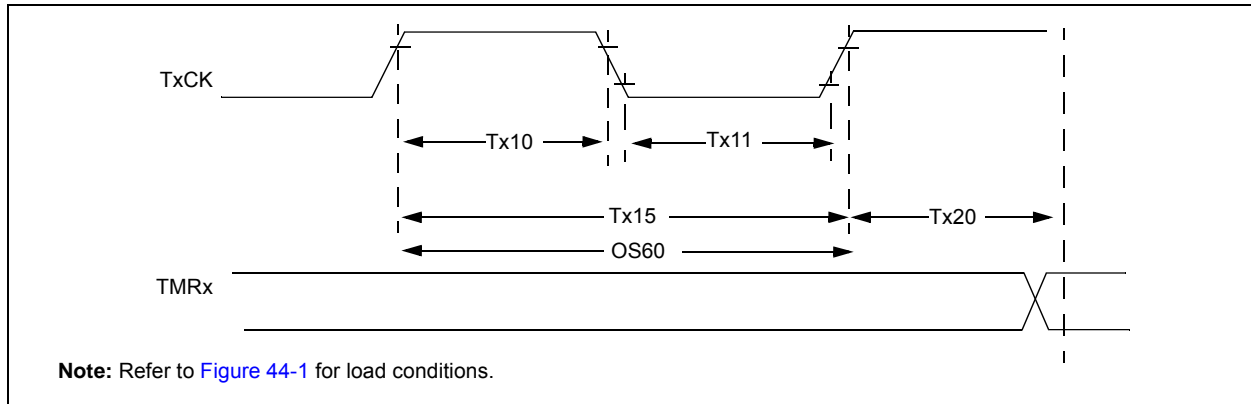 TxCK
Tx10
Tx11
Tx15
Tx20
OS60
TMRx
Note: Refer to Figure 44-1 for load conditions.